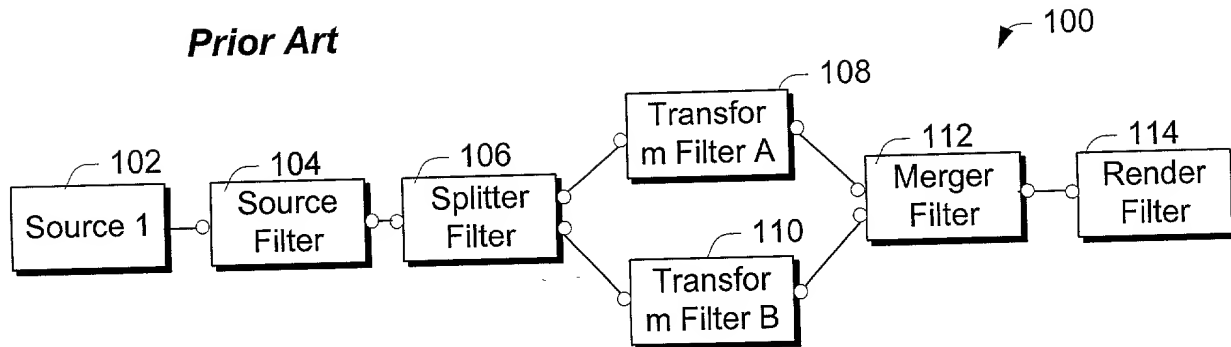 Prior Art
100
102
Source 1
104
Source
Filter
106
Splitter
Filter
108
Transfor
m Filter A
110
Transfor
m Filter B
112
Merger
Filter
114
Render
Filter